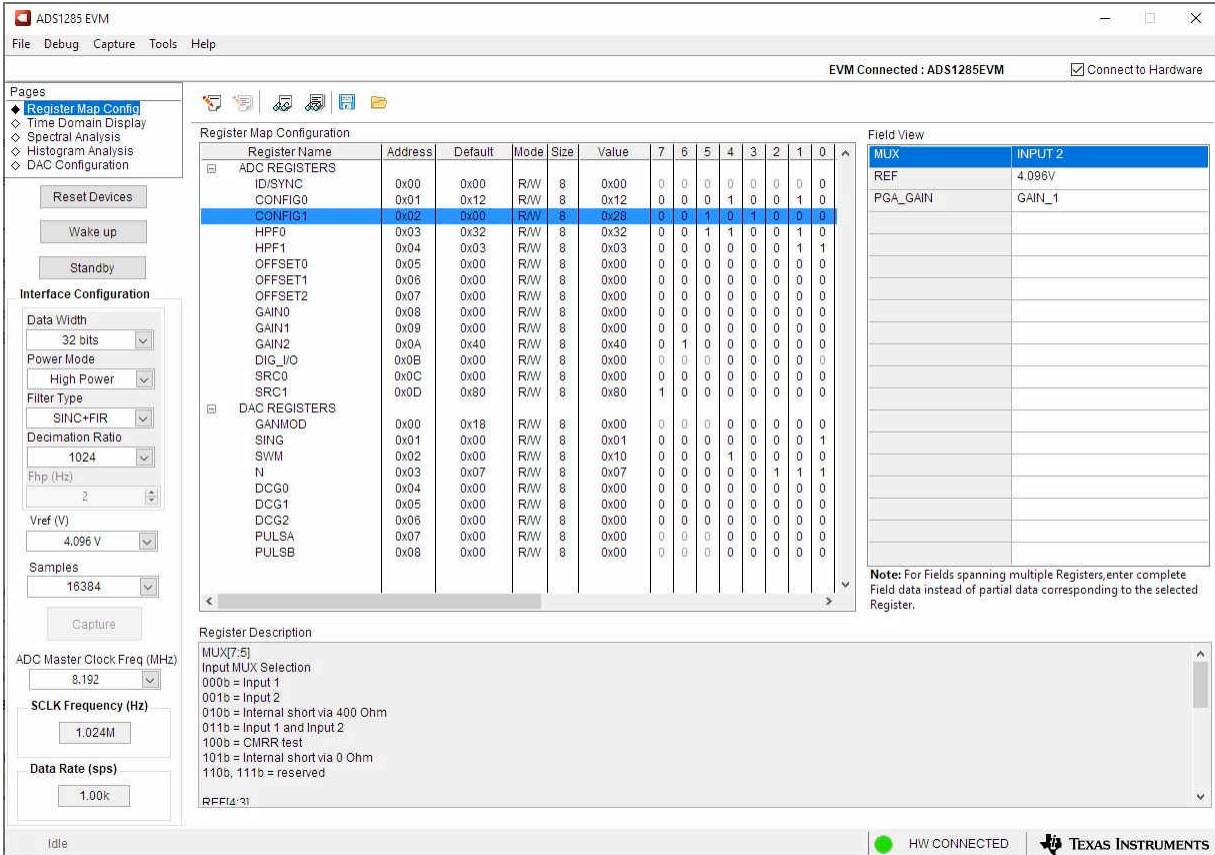 ADS1285 EVM
File Debug Capture Tools Help
EVM Connected : ADS1285EVM
Connect to Hardware
Pages
Register Map Config
Time Domain Display
Spectral Analysis
Histogram Analysis
DAC Configuration
Reset Devices
Wake up
Standby
Interface Configuration
Data Width
32 bits
Power Mode
High Power
Filter Type
SINC+FIR
Decimation Ratio
1024
Fhp (Hz)
2
Vref (V)
4.096 V
Samples
16384
Capture
ADC Master Clock Freq (MHz)
8.192
SCLK Frequency (Hz)
1.024M
Data Rate (sps)
1.00k
Register Map Configuration
Register Name Address Default Mode Size Value 7 6 5 4 3 2 1 0
ADC REGISTERS
ID/SYNC 0x00 0x00 R/W 8 0x00 0 0 0 0 0 0 0 0
CONFIG0 0x01 0x12 R/W 8 0x12 0 0 0 1 0 0 1 0
CONFIG1 0x02 0x00 R/W 8 0x28 0 0 1 0 1 0 0 0
HPF0 0x03 0x32 R/W 8 0x32 0 0 1 1 0 0 1 0
HPF1 0x04 0x03 R/W 8 0x03 0 0 0 0 0 0 1 1
OFFSET0 0x05 0x00 R/W 8 0x00 0 0 0 0 0 0 0 0
OFFSET1 0x06 0x00 R/W 8 0x00 0 0 0 0 0 0 0 0
OFFSET2 0x07 0x00 R/W 8 0x00 0 0 0 0 0 0 0 0
GAIN0 0x08 0x00 R/W 8 0x00 0 0 0 0 0 0 0 0
GAIN1 0x09 0x00 R/W 8 0x00 0 0 0 0 0 0 0 0
GAIN2 0x0A 0x40 R/W 8 0x40 0 1 0 0 0 0 0 0
DIG_I/O 0x0B 0x00 R/W 8 0x00 0 0 0 0 0 0 0 0
SRC0 0x0C 0x00 R/W 8 0x00 0 0 0 0 0 0 0 0
SRC1 0x0D 0x80 R/W 8 0x80 1 0 0 0 0 0 0 0
DAC REGISTERS
GANMOD 0x00 0x18 R/W 8 0x00 0 0 0 0 0 0 0 0
SING 0x01 0x00 R/W 8 0x01 0 0 0 0 0 0 0 1
SWM 0x02 0x00 R/W 8 0x10 0 0 0 1 0 0 0 0
N 0x03 0x07 R/W 8 0x07 0 0 0 0 0 1 1 1
DCG0 0x04 0x00 R/W 8 0x00 0 0 0 0 0 0 0 0
DCG1 0x05 0x00 R/W 8 0x00 0 0 0 0 0 0 0 0
DCG2 0x06 0x00 R/W 8 0x00 0 0 0 0 0 0 0 0
PULSA 0x07 0x00 R/W 8 0x00 0 0 0 0 0 0 0 0
PULSB 0x08 0x00 R/W 8 0x00 0 0 0 0 0 0 0 0
Field View
MUX INPUT 2
REF 4.096V
PGA_GAIN GAIN_1
Note: For Fields spanning multiple Registers,enter complete
Field data instead of partial data corresponding to the selected
Register.
Register Description
MUX[7:5]
Input MUX Selection
000b = Input 1
001b = Input 2
010b = Internal short via 400 Ohm
011b = Input 1 and Input 2
100b = CMRR test
101b = Internal short via 0 Ohm
110b, 111b = reserved
REF[4:3]
Idle
HW CONNECTED
TEXAS INSTRUMENTS